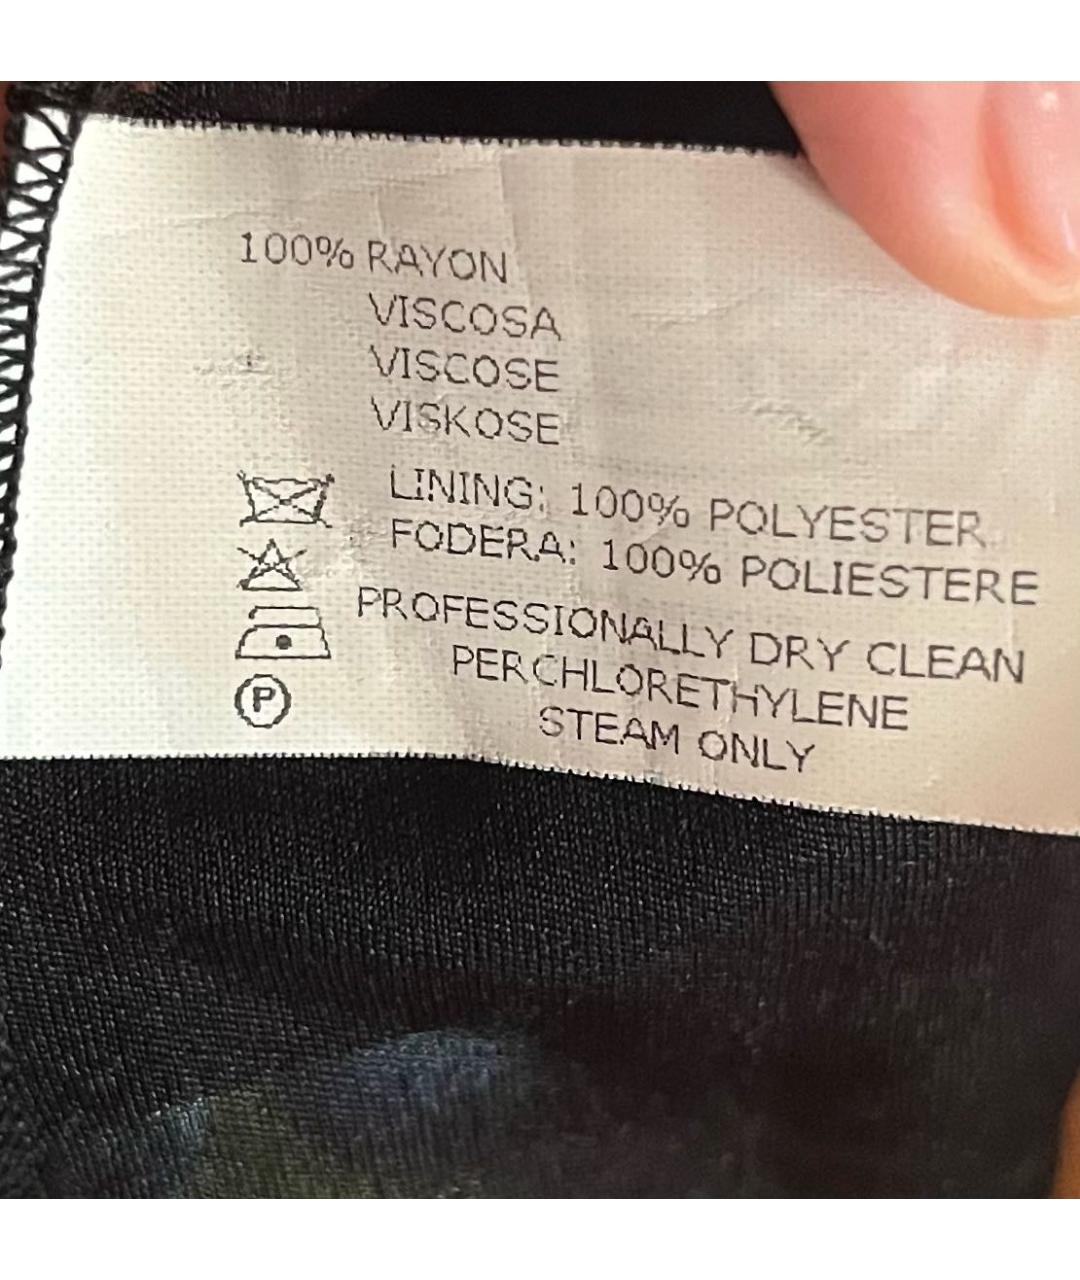 100% RAYON
VISCOSA
VISCOSE
VISKOSE
LINING: 100% POLYESTER
FODERA: 100% POLIESTERE
PROFESSIONALLY DRY CLEAN
PERCHLORETHYLENE
STEAM ONLY
P